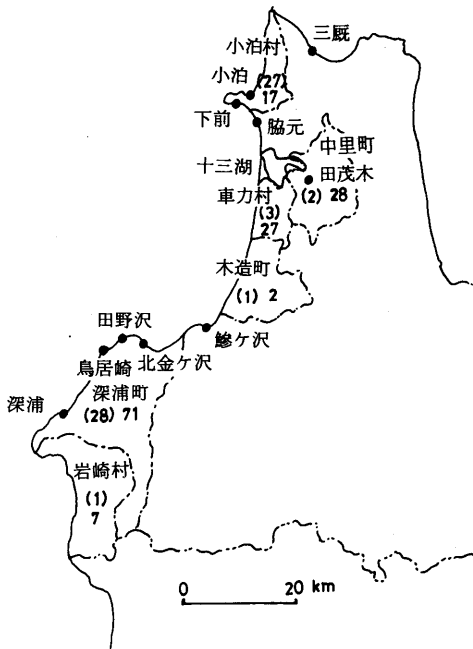 三厩
小泊村
小泊
(27)
17
下前
脇元
中里町
十三湖
田茂木
車力村
(2) 28
(3)
27
木造町
(1) 2
田野沢
鰺ケ沢
鳥居崎
北金ケ沢
深浦町
深浦
(28) 71
岩崎村
(1)
7
0
20 km